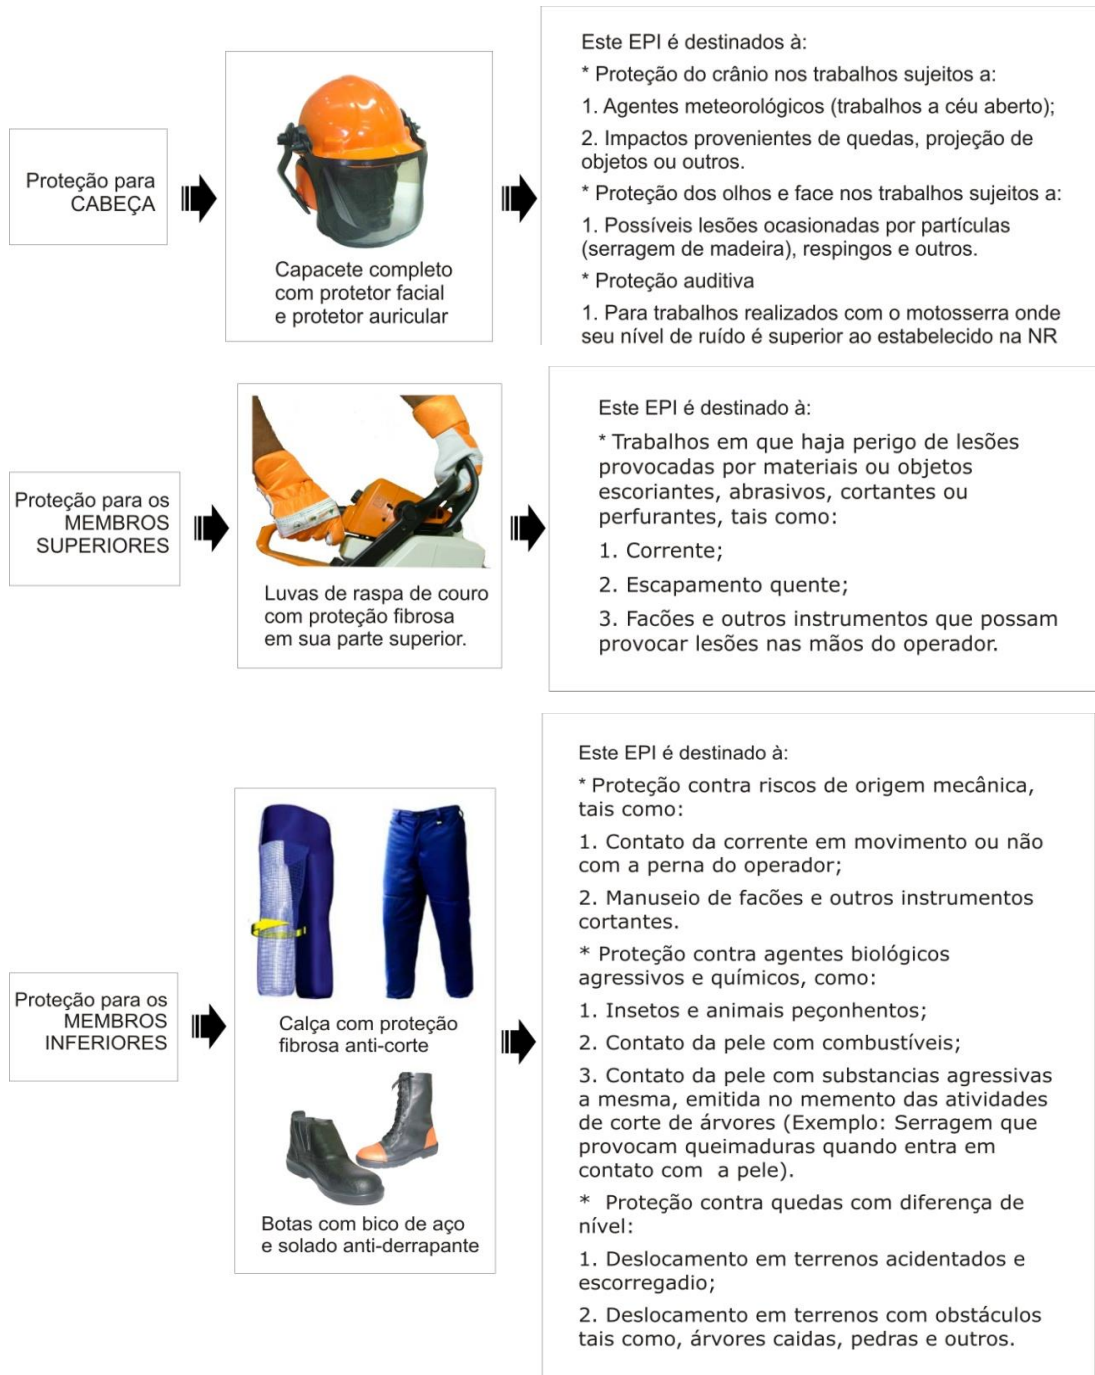 Proteção para
CABEÇA
Capacete completo
com protetor facial
e protetor auricular
Este EPI é destinados à:
* Proteção do crânio nos trabalhos sujeitos a:
1. Agentes meteorológicos (trabalhos a céu aberto);
2. Impactos provenientes de quedas, projeção de
objetos ou outros.
* Proteção dos olhos e face nos trabalhos sujeitos a:
1. Possíveis lesões ocasionadas por partículas
(serragem de madeira), respingos e outros.
* Proteção auditiva
1. Para trabalhos realizados com o motosserra onde
seu nível de ruído é superior ao estabelecido na NR
Proteção para os
MEMBROS
SUPERIORES
Luvas de raspa de couro
com proteção fibrosa
em sua parte superior.
Este EPI é destinado à:
* Trabalhos em que haja perigo de lesões
provocadas por materiais ou objetos
escoriantes, abrasivos, cortantes ou
perfurantes, tais como:
1. Corrente;
2. Escapamento quente;
3. Facões e outros instrumentos que possam
provocar lesões nas mãos do operador.
Proteção para os
MEMBROS
INFERIORES
Calça com proteção
fibrosa anti-corte
Botas com bico de aço
e solado anti-derrapante
Este EPI é destinado à:
* Proteção contra riscos de origem mecânica,
tais como:
1. Contato da corrente em movimento ou não
com a perna do operador;
2. Manuseio de facões e outros instrumentos
cortantes.
* Proteção contra agentes biológicos
agressivos e químicos, como:
1. Insetos e animais peçonhentos;
2. Contato da pele com combustíveis;
3. Contato da pele com substancias agressivas
a mesma, emitida no memento das atividades
de corte de árvores (Exemplo: Serragem que
provocam queimaduras quando entra em
contato com a pele).
* Proteção contra quedas com diferença de
nível:
1. Deslocamento em terrenos acidentados e
escorregadio;
2. Deslocamento em terrenos com obstáculos
tais como, árvores caidas, pedras e outros.